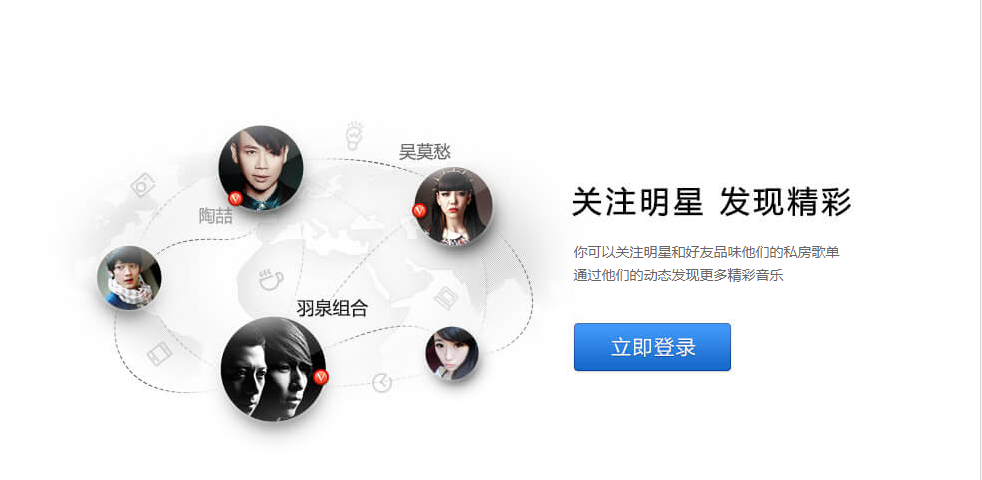 吴莫愁
陶喆
羽泉组合
关注明星 发现精彩
你可以关注明星和好友品味他们的私房歌单
通过他们的动态发现更多精彩音乐
立即登录